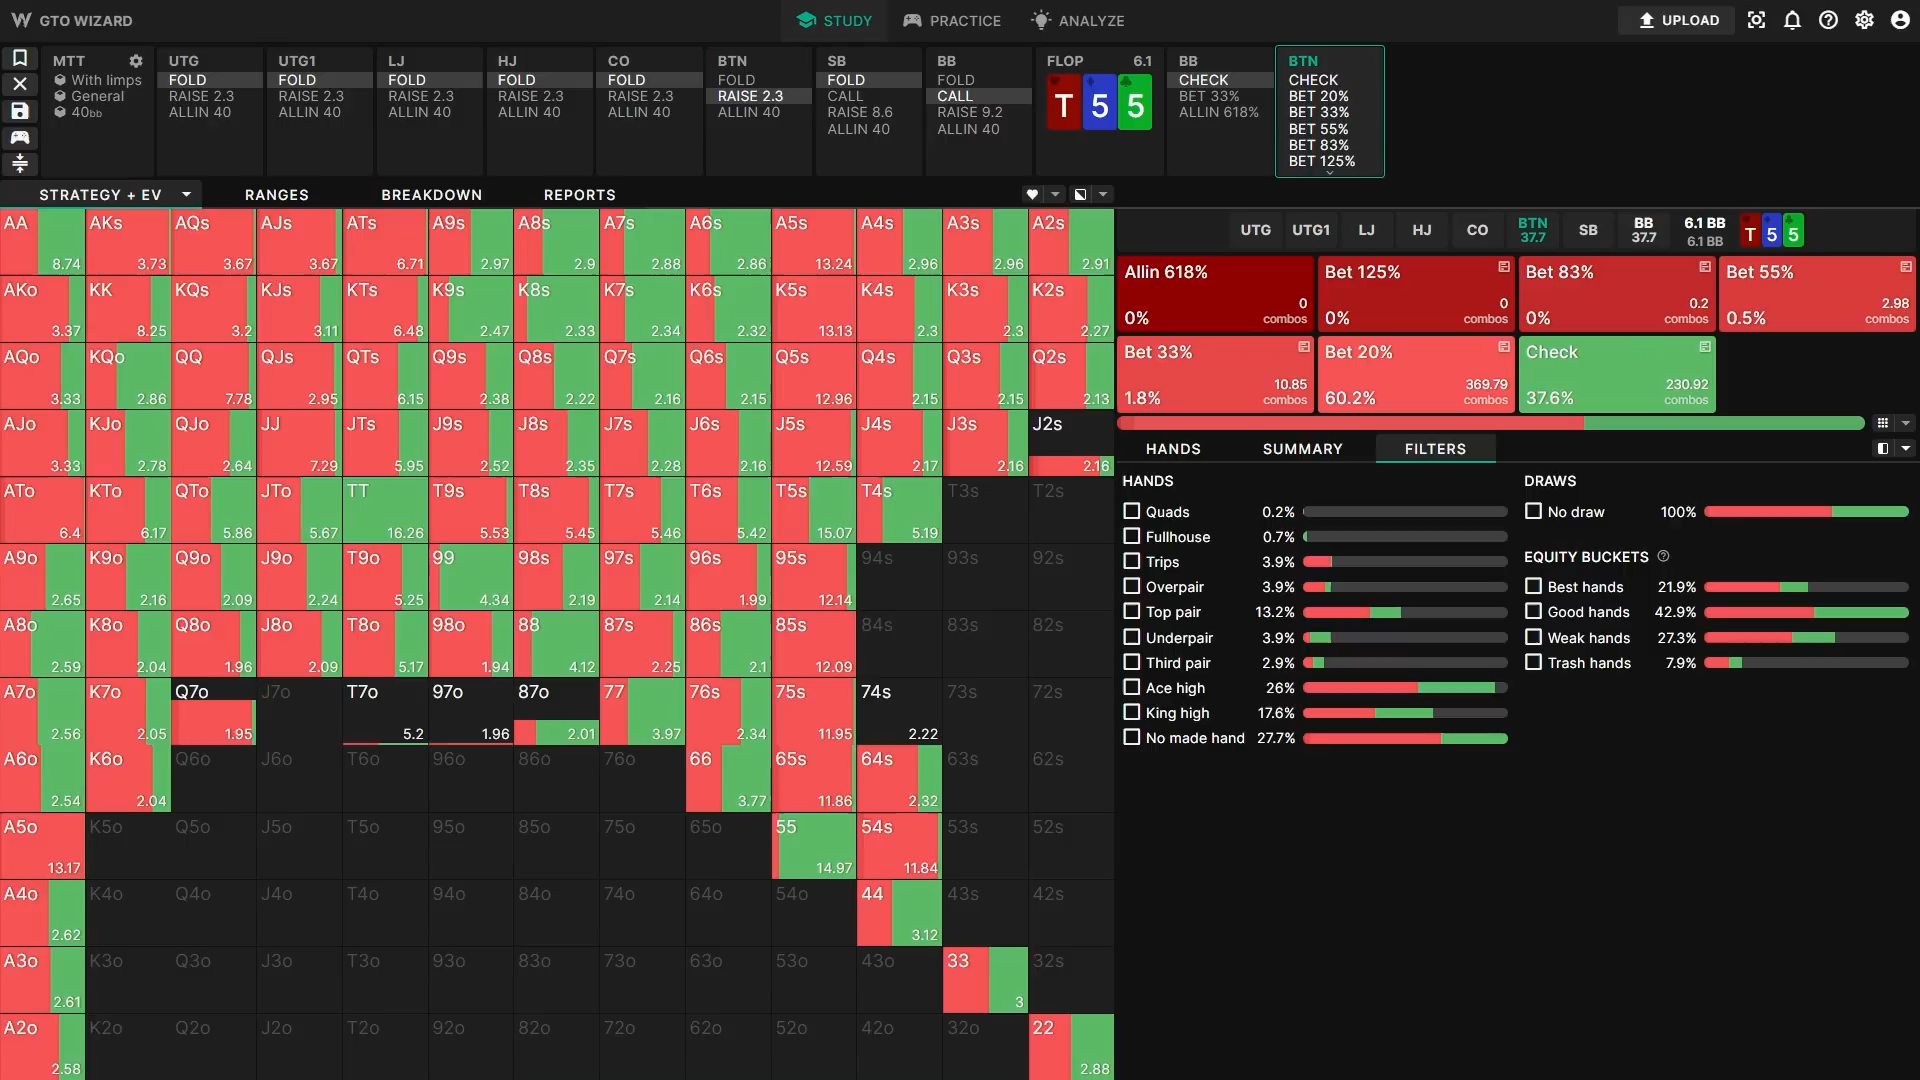 GTO WIZARD
STUDY
PRACTICE
ANALYZE
UPLOAD
MTT
With limps
General
40bb
UTG
FOLD
RAISE 2.3
ALLIN 40
UTG1
FOLD
RAISE 2.3
ALLIN 40
LJ
FOLD
RAISE 2.3
ALLIN 40
HJ
FOLD
RAISE 2.3
ALLIN 40
CO
FOLD
RAISE 2.3
ALLIN 40
BTN
FOLD
RAISE 2.3
ALLIN 40
SB
FOLD
CALL
RAISE 8.6
ALLIN 40
BB
FOLD
CALL
RAISE 9.2
ALLIN 40
FLOP 6.1
T 5 5
BB
CHECK
BET 33%
ALLIN 618%
BTN
CHECK
BET 20%
BET 33%
BET 55%
BET 83%
BET 125%
STRATEGY + EV
RANGES
BREAKDOWN
REPORTS
AA AKs AQs AJs ATs A9s A8s A7s A6s A5s A4s A3s A2s
8.74 3.73 3.67 3.67 6.71 2.97 2.9 2.88 2.86 13.24 2.96 2.96 2.91
AKo KK KQs KJs KTs K9s K8s K7s K6s K5s K4s K3s K2s
3.37 8.25 3.2 3.11 6.48 2.47 2.33 2.34 2.32 13.13 2.3 2.3 2.27
AQo KQo QQ QJs QTs Q9s Q8s Q7s Q6s Q5s Q4s Q3s Q2s
3.33 2.86 7.78 2.95 6.15 2.38 2.22 2.16 2.15 12.96 2.15 2.15 2.13
AJo KJo QJo JJ JTs J9s J8s J7s J6s J5s J4s J3s J2s
3.33 2.78 2.64 7.29 5.95 2.52 2.35 2.28 2.16 12.59 2.17 2.16 2.16
ATo KTo QTo JTo TT T9s T8s T7s T6s T5s T4s T3s T2s
6.4 6.17 5.86 5.67 16.26 5.53 5.45 5.46 5.42 15.07 5.19
A9o K9o Q9o J9o T9o 99 98s 97s 96s 95s 94s 93s 92s
2.65 2.16 2.09 2.24 5.25 4.34 2.19 2.14 1.99 12.14
A8o K8o Q8o J8o T8o 98o 88 87s 86s 85s 84s 83s 82s
2.59 2.04 1.96 2.09 5.17 1.94 4.12 2.25 2.1 12.09
A7o K7o Q7o J7o T7o 97o 87o 77 76s 75s 74s 73s 72s
2.56 2.05 1.95 5.2 1.96 2.01 3.97 2.34 11.95 2.22
A6o K6o Q6o J6o T6o 96o 86o 76o 66 65s 64s 63s 62s
2.54 2.04 3.77 11.86 2.32
A5o K5o Q5o J5o T5o 95o 85o 75o 65o 55 54s 53s 52s
13.17 14.97 11.84
A4o K4o Q4o J4o T4o 94o 84o 74o 64o 54o 44 43s 42s
2.62 3.12
A3o K3o Q3o J3o T3o 93o 83o 73o 63o 53o 43o 33 32s
2.61 3
A2o K2o Q2o J2o T2o 92o 82o 72o 62o 52o 42o 32o 22
2.58 2.88
UTG UTG1 LJ HJ CO BTN SB BB 6.1 BB T 5 5
37.7 37.7 6.1 BB
Allin 618%
0
0% combos
Bet 125%
0
0% combos
Bet 83%
0.2
0% combos
Bet 55%
2.98
0.5% combos
Bet 33%
10.85
1.8% combos
Bet 20%
369.79
60.2% combos
Check
230.92
37.6% combos
HANDS
SUMMARY
FILTERS
HANDS
Quads 0.2%
Fullhouse 0.7%
Trips 3.9%
Overpair 3.9%
Top pair 13.2%
Underpair 3.9%
Third pair 2.9%
Ace high 26%
King high 17.6%
No made hand 27.7%
DRAWS
No draw 100%
EQUITY BUCKETS
Best hands 21.9%
Good hands 42.9%
Weak hands 27.3%
Trash hands 7.9%